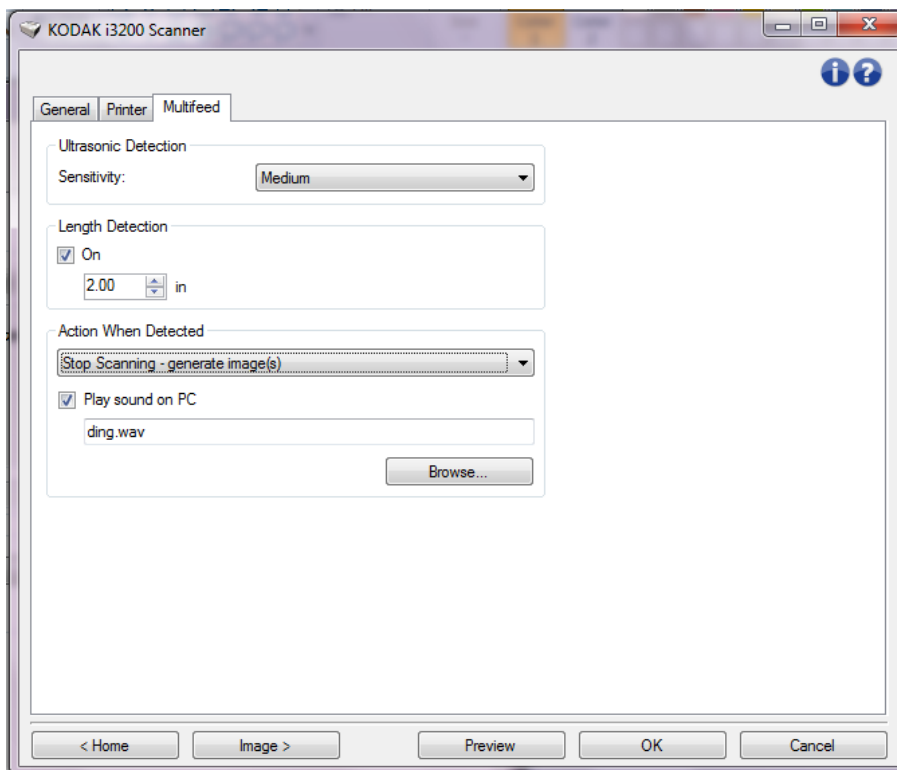 KODAK i3200 Scanner
General Printer Multifeed
Ultrasonic Detection
Sensitivity: Medium
Length Detection
On
2.00 in
Action When Detected
Stop Scanning - generate image(s)
Play sound on PC
ding.wav
Browse...
< Home Image > Preview OK Cancel